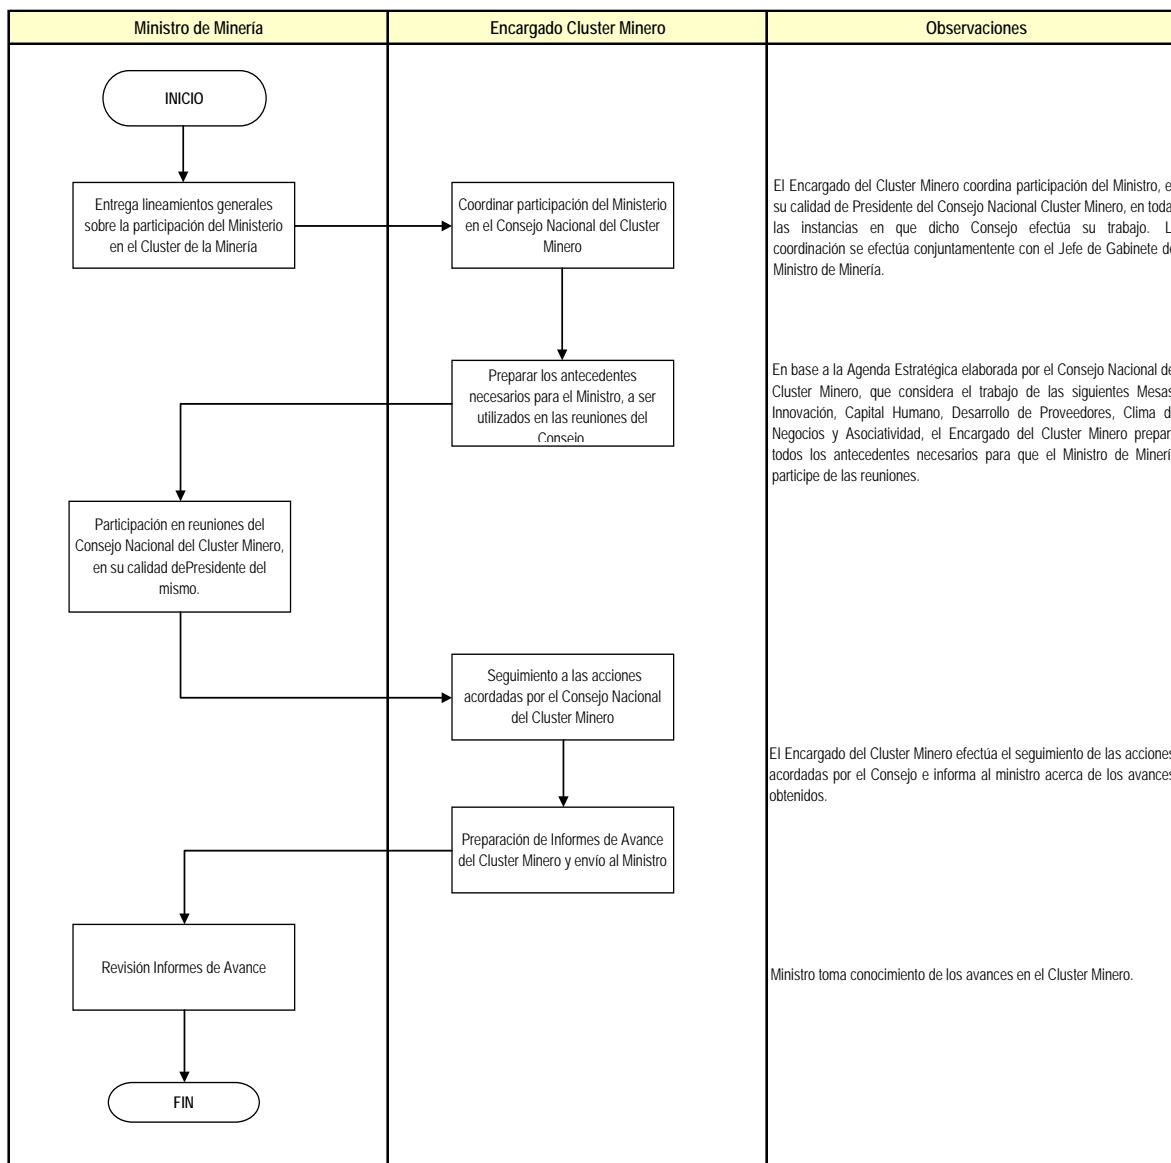 Ministro de Minería
Encargado Cluster Minero
Observaciones
INICIO
Entrega lineamientos generales
sobre la participación del Ministerio
en el Cluster de la Minería
Coordinar participación del Ministerio
en el Consejo Nacional del Cluster
Minero
El Encargado del Cluster Minero coordina participación del Ministro, e
su calidad de Presidente del Consejo Nacional Cluster Minero, en toda
las instancias en que dicho Consejo efectúa su trabajo. L
coordinación se efectúa conjuntamentente con el Jefe de Gabinete de
Ministro de Minería.
Preparar los antecedentes
necesarios para el Ministro, a ser
utilizados en las reuniones del
Consejo
En base a la Agenda Estratégica elaborada por el Consejo Nacional de
Cluster Minero, que considera el trabajo de las siguientes Mesas
Innovación, Capital Humano, Desarrollo de Proveedores, Clima d
Negocios y Asociatividad, el Encargado del Cluster Minero prepar
todos los antecedentes necesarios para que el Ministro de Minerí
participe de las reuniones.
Participación en reuniones del
Consejo Nacional del Cluster Minero,
en su calidad dePresidente del
mismo.
Seguimiento a las acciones
acordadas por el Consejo Nacional
del Cluster Minero
El Encargado del Cluster Minero efectúa el seguimiento de las acciones
acordadas por el Consejo e informa al ministro acerca de los avances
obtenidos.
Preparación de Informes de Avance
del Cluster Minero y envío al Ministro
Revisión Informes de Avance
Ministro toma conocimiento de los avances en el Cluster Minero.
FIN